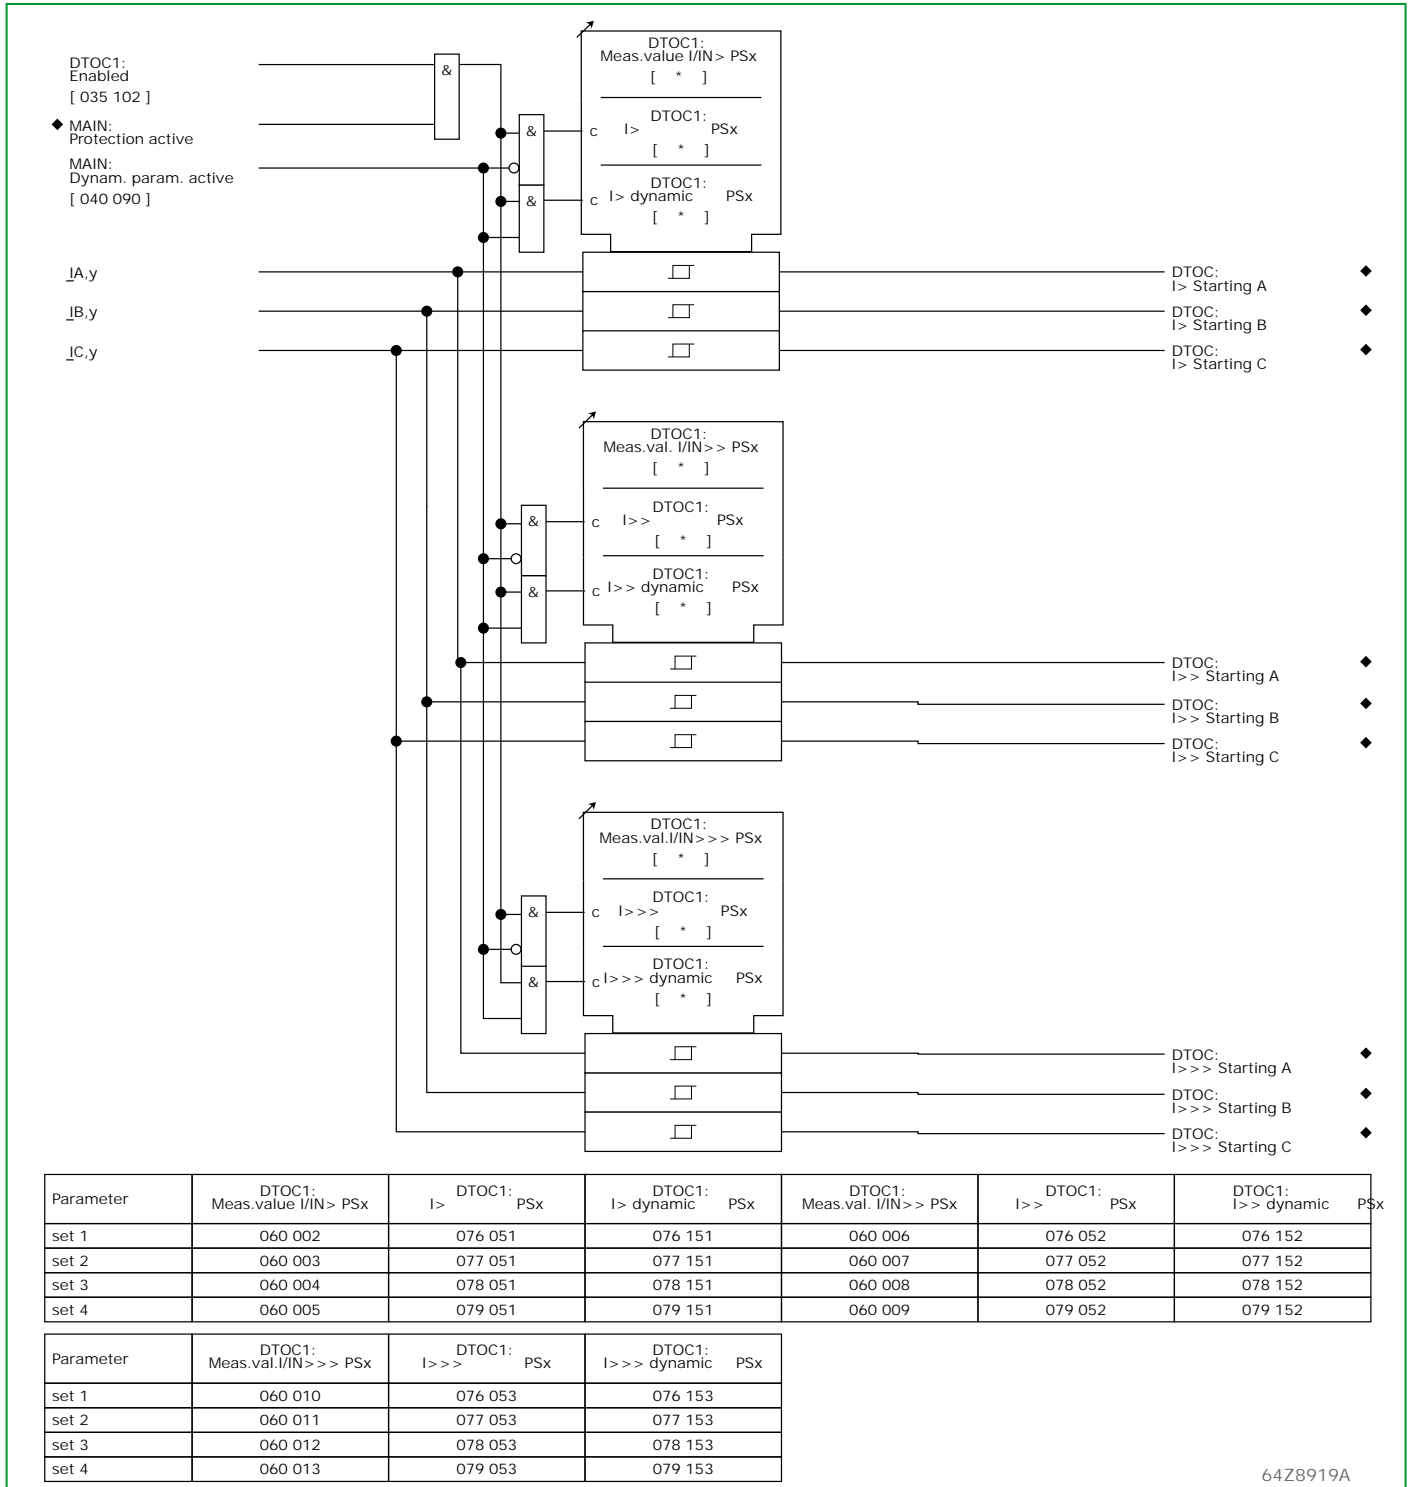 DTOC1:
Enabled
[ 035 102 ]
◆ MAIN:
Protection active
MAIN:
Dynam. param. active
[ 040 090 ]
&
&
&
DTOC1:
Meas.value I/IN> PSx
[ * ]
DTOC1:
c I> PSx
[ * ]
DTOC1:
c I> dynamic PSx
[ * ]
IA,y
IB,y
IC,y
DTOC: ◆
I> Starting A
DTOC: ◆
I> Starting B
DTOC: ◆
I> Starting C
DTOC1:
Meas.val. I/IN>> PSx
[ * ]
DTOC1:
& c I>> PSx
[ * ]
DTOC1:
& c I>> dynamic PSx
[ * ]
DTOC: ◆
I>> Starting A
DTOC: ◆
I>> Starting B
DTOC: ◆
I>> Starting C
DTOC1:
Meas.val.I/IN>>> PSx
[ * ]
DTOC1:
& c I>>> PSx
[ * ]
DTOC1:
& c I>>> dynamic PSx
[ * ]
DTOC: ◆
I>>> Starting A
DTOC: ◆
I>>> Starting B
DTOC: ◆
I>>> Starting C
Parameter DTOC1: Meas.value I/IN> PSx DTOC1: I> PSx DTOC1: I> dynamic PSx DTOC1: Meas.val. I/IN>> PSx DTOC1: I>> PSx DTOC1: I>> dynamic PSx
set 1 060 002 076 051 076 151 060 006 076 052 076 152
set 2 060 003 077 051 077 151 060 007 077 052 077 152
set 3 060 004 078 051 078 151 060 008 078 052 078 152
set 4 060 005 079 051 079 151 060 009 079 052 079 152
Parameter DTOC1: Meas.val.I/IN>>> PSx DTOC1: I>>> PSx DTOC1: I>>> dynamic PSx
set 1 060 010 076 053 076 153
set 2 060 011 077 053 077 153
set 3 060 012 078 053 078 153
set 4 060 013 079 053 079 153
64Z8919A